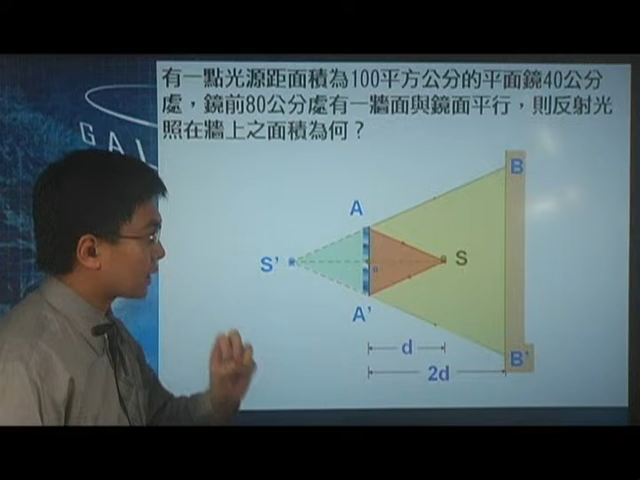 有一點光源距面積為100平方公分的平面鏡40公分
處，鏡前80公分處有一牆面與鏡面平行，則反射光
照在牆上之面積為何？
GAL
B
A
S'
S
A'
d
B'
2d